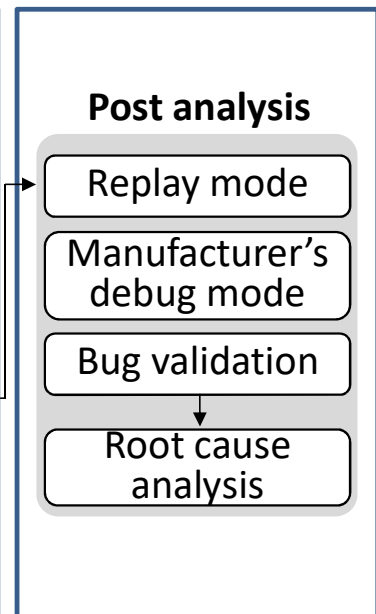 Post analysis
Replay mode
Manufacturer’s
debug mode
Bug validation
Root cause
analysis